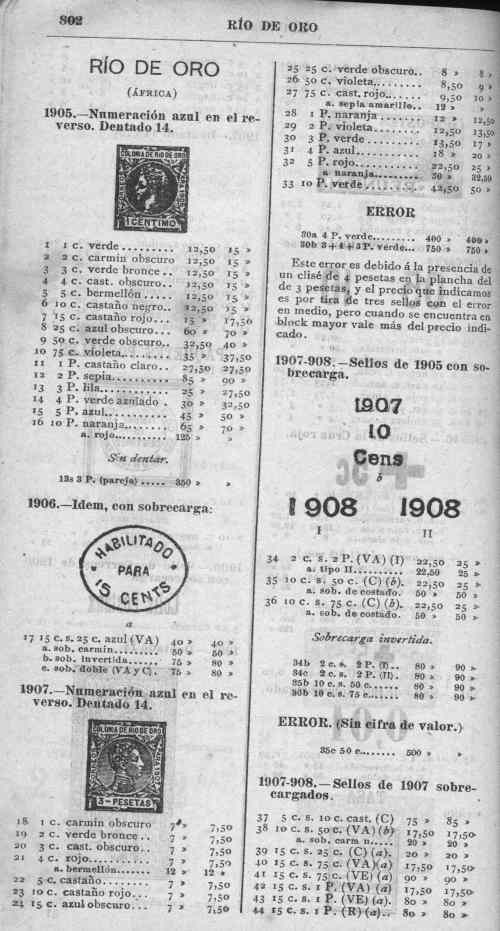 802
RÍO DE ORO
RÍO DE ORO
(ÁFRICA)
1905.—Numeración azul en el re-
verso. Dentado 14.
COLONIA DE RIO DE ORO
1 CENTIMO
1 1 c. verde......... 12,50 15 »
2 2 c. carmin obscuro 12,50 15 »
3 3 c. verde bronce.. 12,50 15 »
4 4 c. cast. obscuro 12,50 15 »
5 5 c. bermellón..... 12,50 15 »
6 10 c. castaño negro.. 12,50 15 »
7 15 c. castaño rojo... 15 » 17,50
8 25 c. azul obscuro... 60 » 70 »
9 50 c. verde obscuro. 32,50 40 »
10 75 c. violeta........ 35 » 37,50
11 1 P. castaño claro.. 27,50 27,50
12 2 P. sepia.......... 85 » 90 »
13 3 P. lila........... 25 » 27,50
14 4 P. verde azulado . 30 » 32,50
15 5 P. azul........... 45 » 50 »
16 10 P. naranja........ 65 » 70 »
a. rojo.......... 125 » »
Sin dentar.
13s 3 P. (pareja)..... 350 » »
1906.—Idem, con sobrecarga:
HABILITADO
PARA
15 CENTS
a
17 15 c. s. 25 c. azul (VA) 40 » 40 »
a. sob. carmín...... 50 » 50 »
b. sob. invertida..... 75 » 80 »
c. sob. doble (VA y C). 75 » 80 »
1907.—Numeración azul en el re-
verso. Dentado 14.
COLONIA DE RIO DE ORO
3-PESETAS
18 1 c. carmin obscuro 7 » 7,50
19 2 c. verde bronce.. 7 » 7,50
20 3 c. cast. obscuro. 7 » 7,50
21 4 c. rojo.......... 7 » 7,50
a. bermellón..... 12 » 12 »
22 5 c. castaño....... 7 » 7,50
23 10 c. castaño rojo... 7 » 7,50
24 15 c. azul obscuro... 7 » 7,50
25 25 c. verde obscuro.. 8 » 8 »
26 50 c. violeta........ 8,50 9 »
27 75 c. cast. rojo..... 9,50 10 »
a. sepia amarillo.. 12 »
28 1 P. naranja....... 12 » 12,50
29 2 P. violeta........ 12,50 13,50
30 3 P. verde......... 13,50 17 »
31 4 P. azul.......... 18 » 20 »
32 5 P. rojo.......... 22,50 25 »
a naranja........ 30 » 32,50
33 10 P. verde......... 42,50 50 »
ERROR
30a 4 P. verde......... 400 » 400 »
30b 3+4+3 P. verde... 750 » 750 »
Este error es debido á la presencia de
un clisé de 4 pesetas en la plancha del
de 3 pesetas, y el precio que indicamos
es por tira de tres sellos con el error
en medio, pero cuando se encuentra en
block mayor vale más del precio indi-
cado.
1907-908.—Sellos de 1905 con so-
brecarga.
1907
10
Cens
b
1908 1908
I II
34 2 c. s. 2 P. (VA) (I) 22,50 25 »
a. tipo II........... 22,50 25 »
35 10 c. s. 50 c. (C) (b). 22,50 25 »
a. sob. de costado. 50 » 50 »
36 10 c. s. 75 c. (C) (b). 22,50 25 »
a. sob. de costado. 50 » 50 »
Sobrecarga invertida.
34b 2 c. s. 2 P. (I).. 80 » 90 »
34c 2 c. s. 2 P. (II). 80 » 90 »
35b 10 c. s. 50 c...... 80 » 90 »
36b 10 c. s. 75 c...... 80 » 90 »
ERROR. (Sin cifra de valor.)
35c 50 c........ 500 » »
1907-908.—Sellos de 1907 sobre-
cargados.
37 5 c. s. 10 c. cast. (C) 75 » 85 »
38 10 c. s. 50 c. (VA) (b) 17,50 17,50
a. sob. carm n..... 20 » 20 »
39 15 c. s. 25 c. (C) (a). 20 » 20 »
40 15 c. s. 75 c. (VA) (a) 17,50 17,50
41 15 c. s. 75 c. (VE) (a) 90 » 90 »
42 15 c. s. 1 P. (VA) (a) 17,50 17,50
43 15 c. s. 1 P. (VE) (a). 80 » 80 »
44 15 c. s. 1 P. (R) (a).. 80 » 80 »